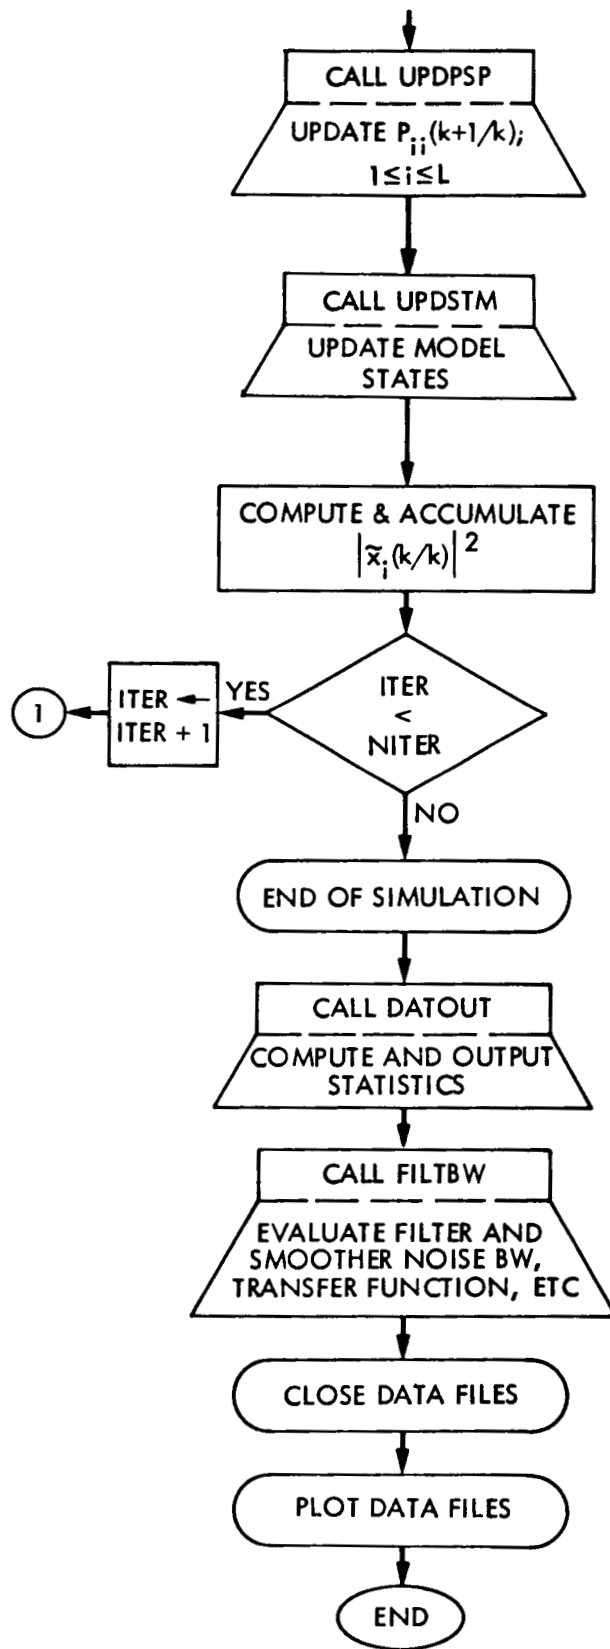 CALL UPDPSP
UPDATE P_ii(k+1/k);
1≤i≤L
CALL UPDSTM
UPDATE MODEL
STATES
COMPUTE & ACCUMULATE
|x̃_i(k/k)|²
ITER
<
NITER
YES
ITER ←
ITER + 1
1
NO
END OF SIMULATION
CALL DATOUT
COMPUTE AND OUTPUT
STATISTICS
CALL FILTBW
EVALUATE FILTER AND
SMOOTHER NOISE BW,
TRANSFER FUNCTION, ETC
CLOSE DATA FILES
PLOT DATA FILES
END